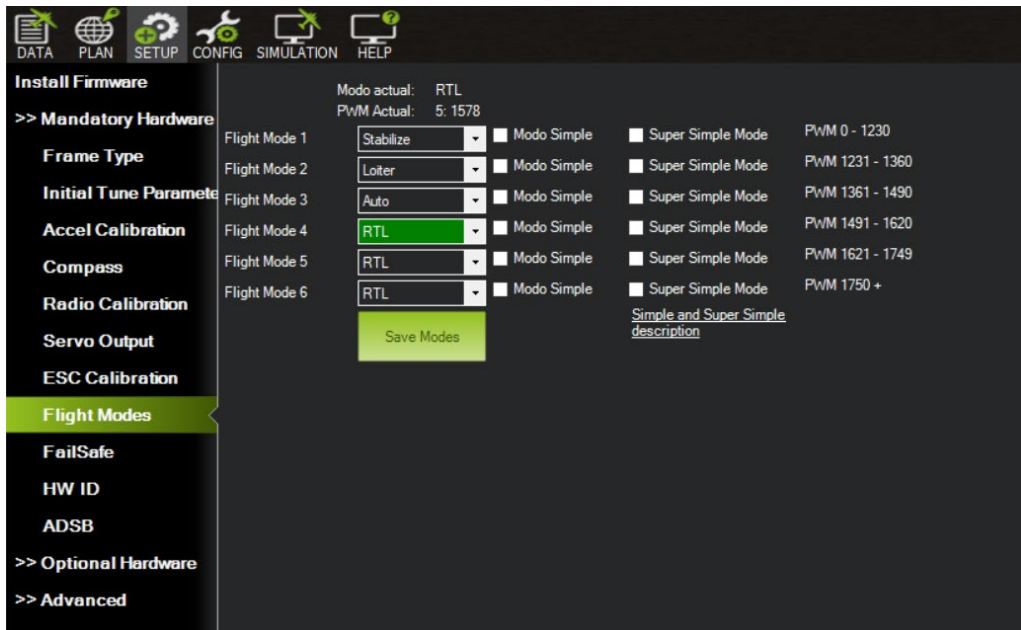 DATA PLAN SETUP CONFIG SIMULATION HELP
Install Firmware
>> Mandatory Hardware
Frame Type
Initial Tune Paramete
Accel Calibration
Compass
Radio Calibration
Servo Output
ESC Calibration
Flight Modes
FailSafe
HW ID
ADSB
>> Optional Hardware
>> Advanced
Modo actual: RTL
PWM Actual: 5: 1578
Flight Mode 1 Stabilize Modo Simple Super Simple Mode PWM 0 - 1230
Flight Mode 2 Loiter Modo Simple Super Simple Mode PWM 1231 - 1360
Flight Mode 3 Auto Modo Simple Super Simple Mode PWM 1361 - 1490
Flight Mode 4 RTL Modo Simple Super Simple Mode PWM 1491 - 1620
Flight Mode 5 RTL Modo Simple Super Simple Mode PWM 1621 - 1749
Flight Mode 6 RTL Modo Simple Super Simple Mode PWM 1750 +
Simple and Super Simple
description
Save Modes